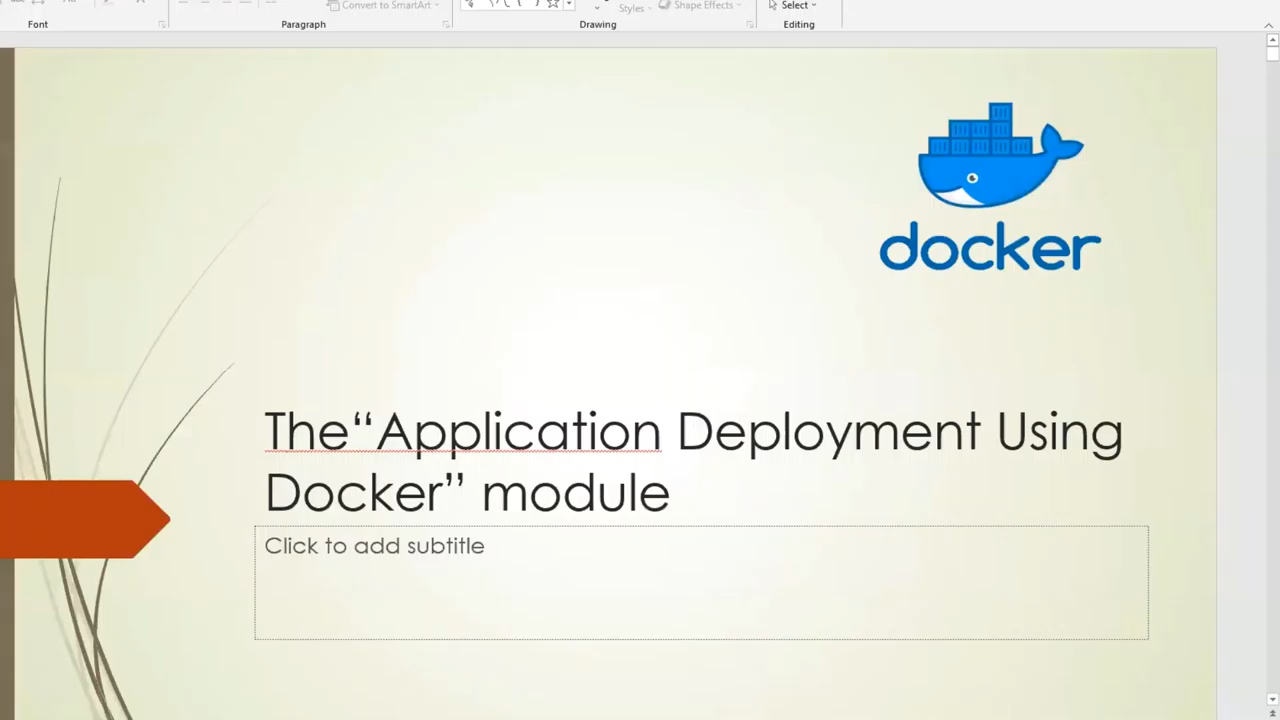 Convert to SmartArt
Styles
Shape Effects
Select
Font
Paragraph
Drawing
Editing
docker
The“Application Deployment Using
Docker” module
Click to add subtitle